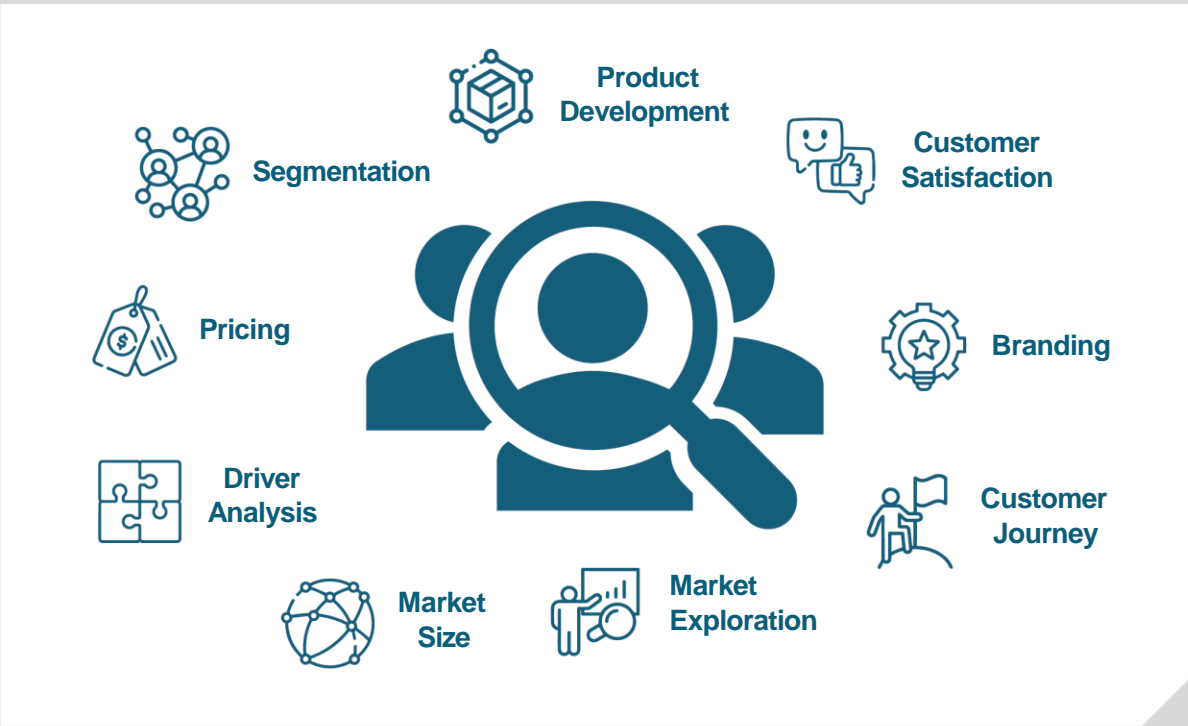 Product
Development
Customer
Satisfaction
Segmentation
$
Pricing
Branding
Driver
Analysis
Customer
Journey
Market
Size
Market
Exploration